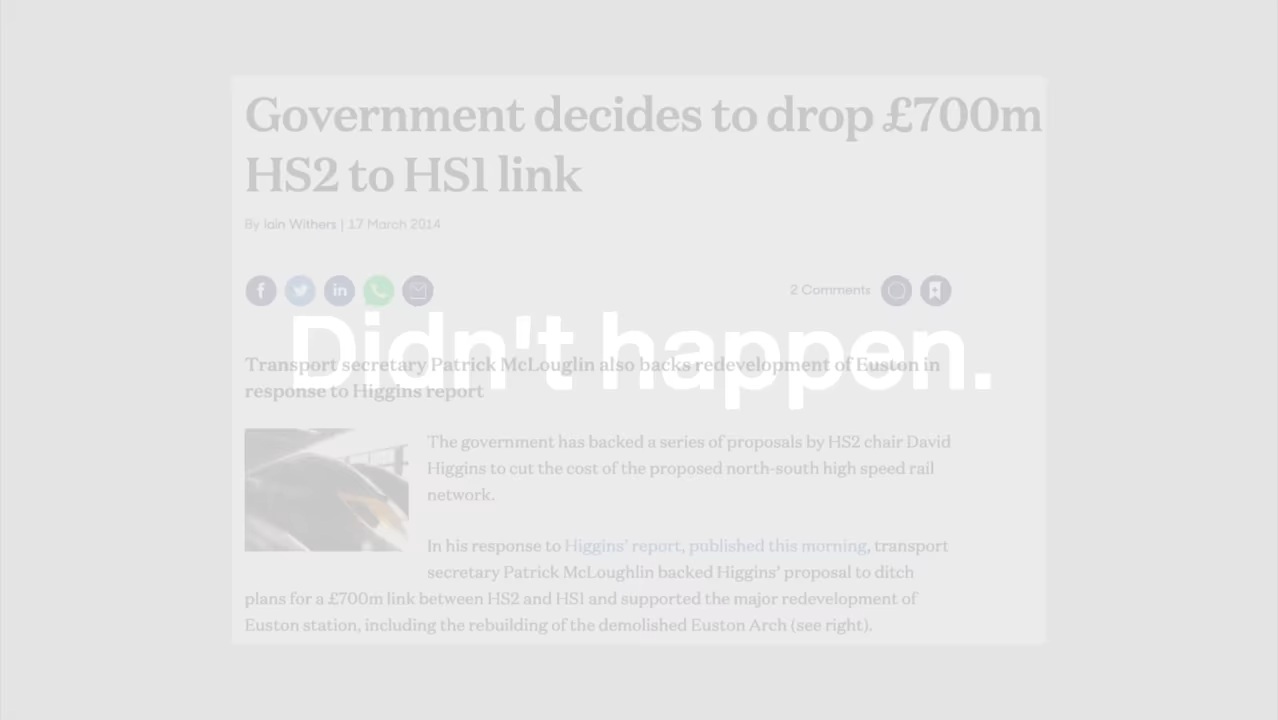 Government decides to drop £700m
HS2 to HS1 link
By Iain Withers | 17 March 2014
2 Comments
Didn't happen.
Transport secretary Patrick McLouglin also backs redevelopment of Euston in
response to Higgins report
The government has backed a series of proposals by HS2 chair David
Higgins to cut the cost of the proposed north-south high speed rail
network.
In his response to Higgins' report, published this morning, transport
secretary Patrick McLoughlin backed Higgins' proposal to ditch
plans for a £700m link between HS2 and HS1 and supported the major redevelopment of
Euston station, including the rebuilding of the demolished Euston Arch (see right).